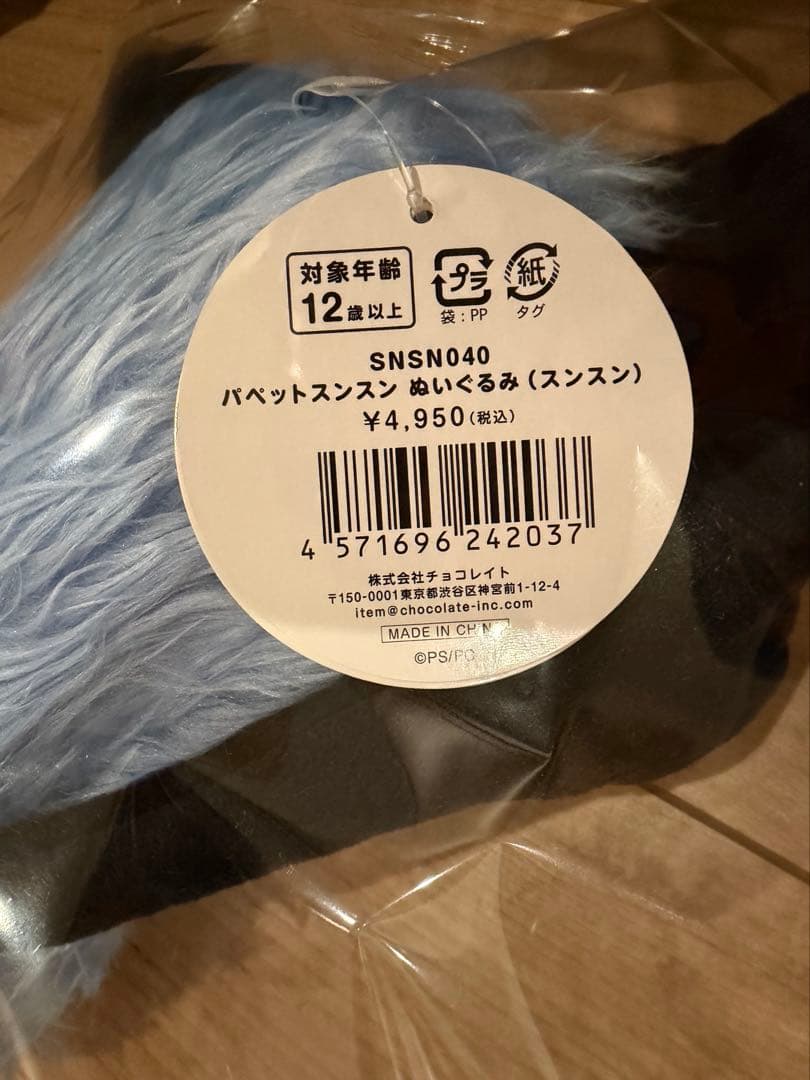 対象年齢
12歳以上
プラ
袋：PP
紙
タグ
SNSN040
パペットスンスン ぬいぐるみ（スンスン）
¥4,950（税込）
4 571696 242037
株式会社チョコレイト
〒150-0001東京都渋谷区神宮前1-12-4
item@chocolate-inc.com
MADE IN
©PS/